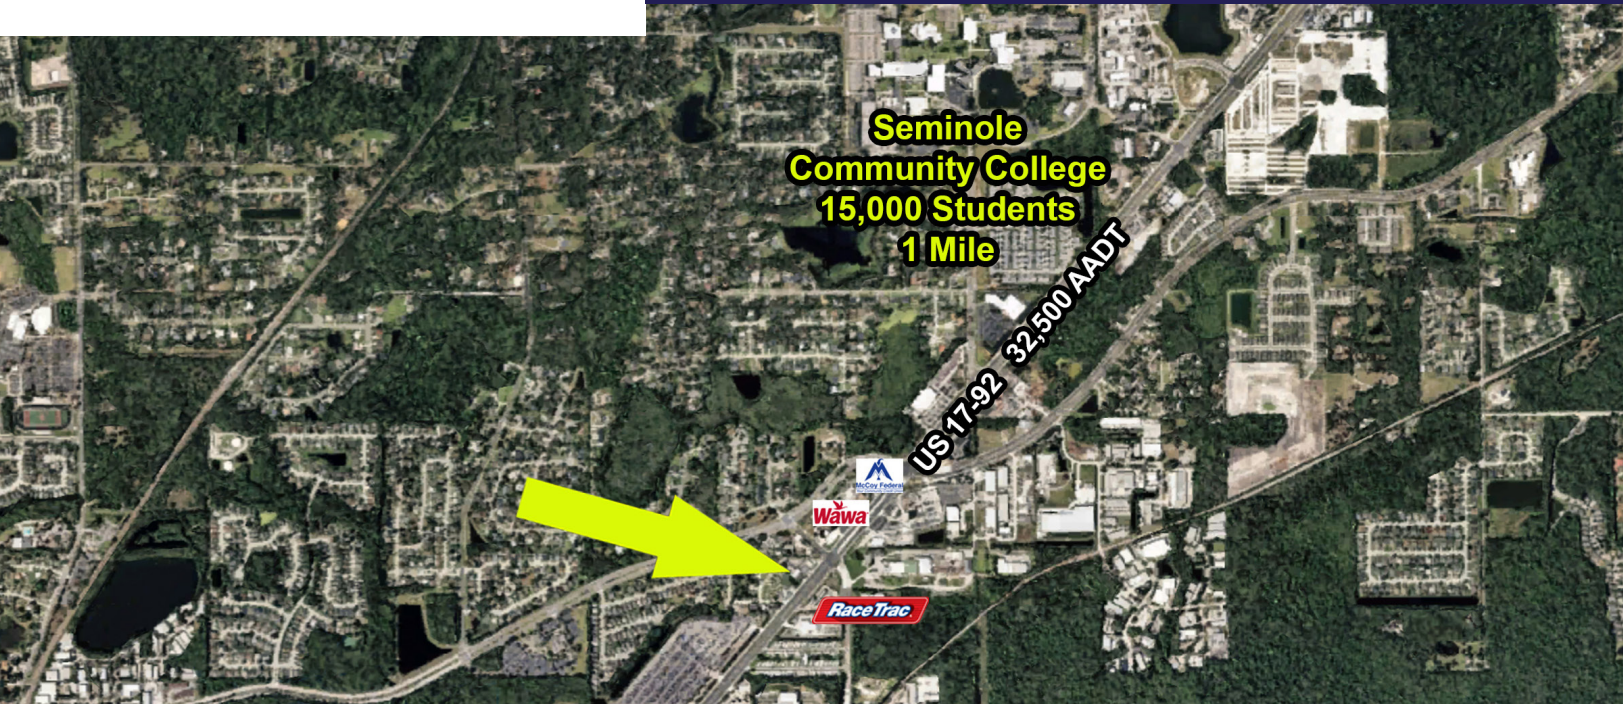 Seminole
Community College
15,000 Students
1 Mile
US 17-92 32,500 AADT
McCoy Federal
Wawa
RaceTrac